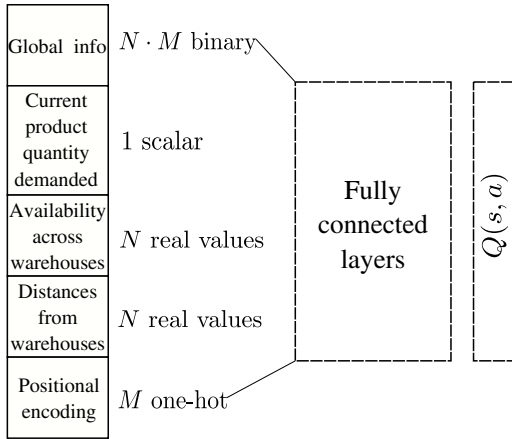 Global info
N · M binary
Current
product
quantity
demanded
1 scalar
Availability
across
warehouses
N real values
Distances
from
warehouses
N real values
Positional
encoding
M one-hot
Fully
connected
layers
Q(s, a)